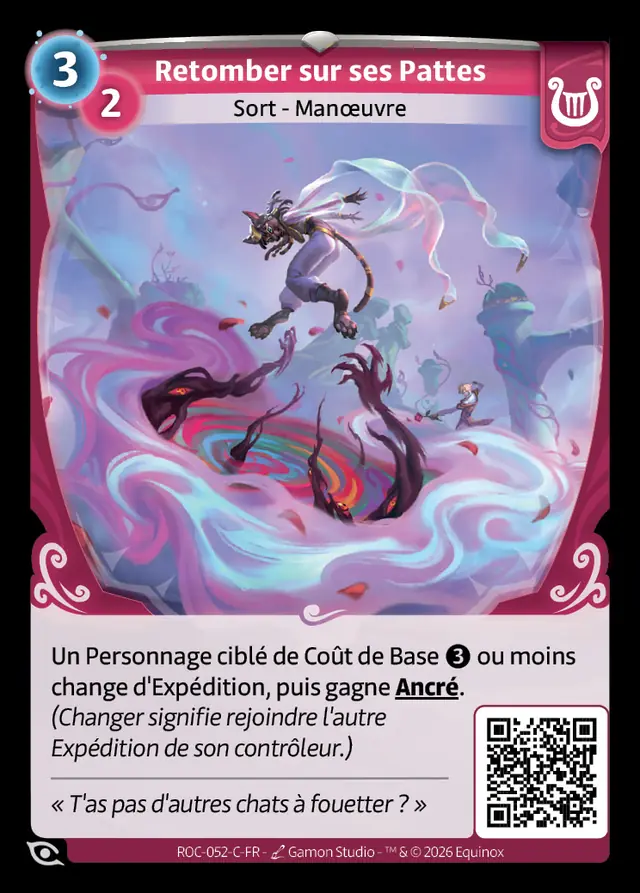 3
2
Retomber sur ses Pattes
Sort - Manœuvre
Un Personnage ciblé de Coût de Base 3 ou moins
change d'Expédition, puis gagne Ancré.
(Changer signifie rejoindre l'autre
Expédition de son contrôleur.)
« T'as pas d'autres chats à fouetter ? »
ROC-052-C-FR - Gamon Studio - ™ & © 2026 Equinox